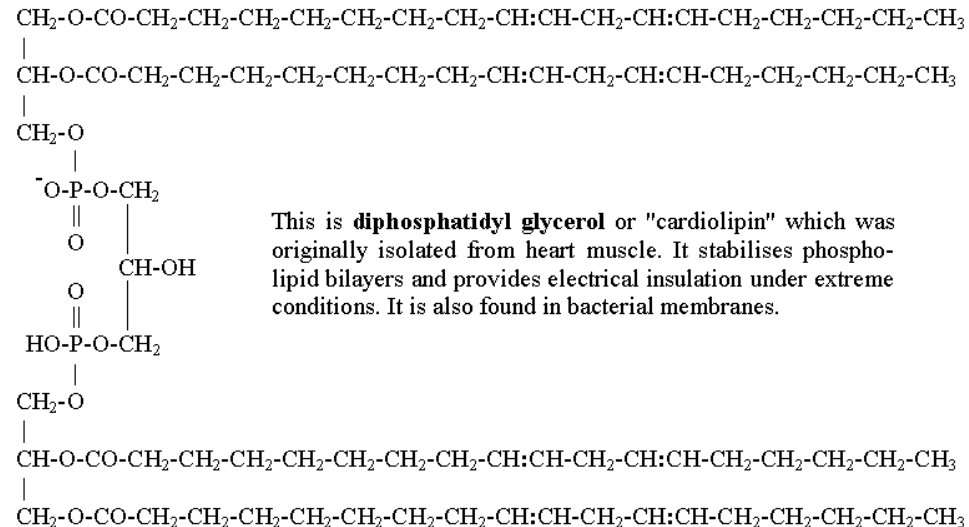 CH₂-O-CO-CH₂-CH₂-CH₂-CH₂-CH₂-CH₂-CH₂-CH:CH-CH₂-CH:CH-CH₂-CH₂-CH₂-CH₂-CH₃
CH-O-CO-CH₂-CH₂-CH₂-CH₂-CH₂-CH₂-CH₂-CH:CH-CH₂-CH:CH-CH₂-CH₂-CH₂-CH₂-CH₃
CH₂-O
⁻O-P-O-CH₂
O
CH-OH
O
HO-P-O-CH₂
CH₂-O
CH-O-CO-CH₂-CH₂-CH₂-CH₂-CH₂-CH₂-CH₂-CH:CH-CH₂-CH:CH-CH₂-CH₂-CH₂-CH₂-CH₃
CH₂-O-CO-CH₂-CH₂-CH₂-CH₂-CH₂-CH₂-CH₂-CH:CH-CH₂-CH:CH-CH₂-CH₂-CH₂-CH₂-CH₃
This is diphosphatidyl glycerol or "cardiolipin" which was
originally isolated from heart muscle. It stabilises phospho-
lipid bilayers and provides electrical insulation under extreme
conditions. It is also found in bacterial membranes.